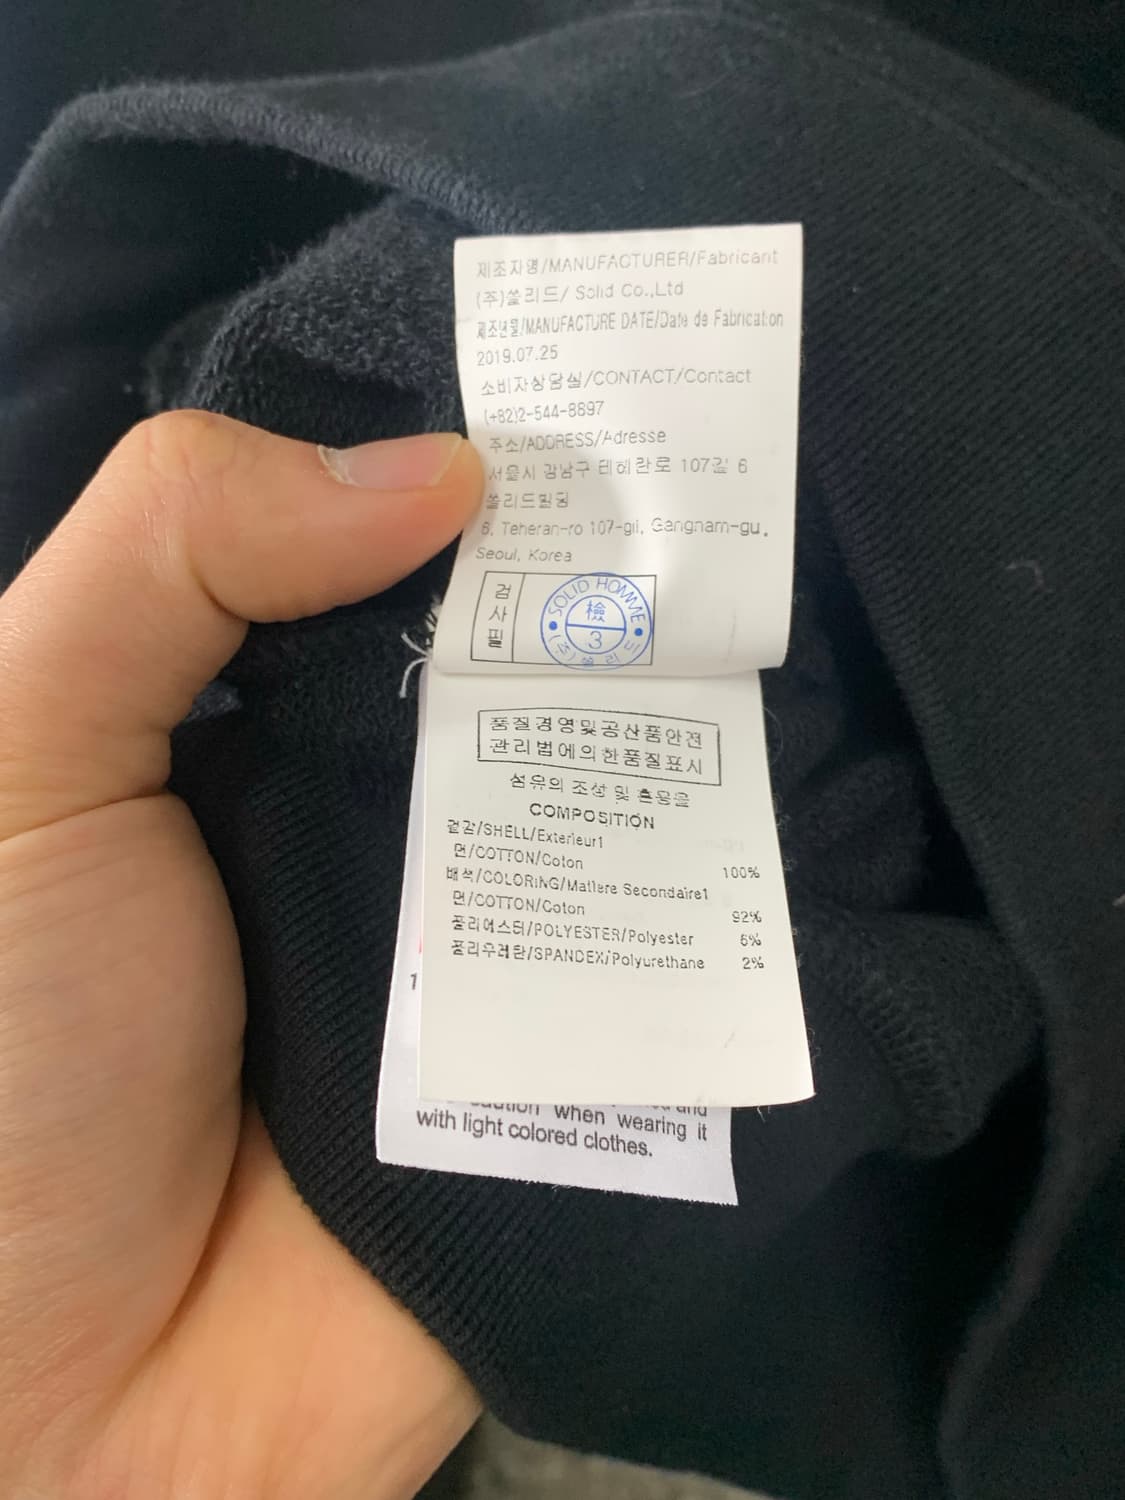 제조자명/MANUFACTURER/Fabricant
(주)쏠리드/ Solid Co.,Ltd
제조년월/MANUFACTURE DATE/Date de Fabrication
2019.07.25
소비자상담실/CONTACT/Contact
(+82)2-544-8897
주소/ADDRESS/Adresse
서울시 강남구 테헤란로 107길 6
쏠리드빌딩
6, Teheran-ro 107-gil, Gangnam-gu,
Seoul, Korea
검사필
SOLID HOMME
檢
3
(주)쏠리드
품질경영및공산품안전
관리법에의한품질표시
섬유의 조성 및 혼용율
COMPOSITION
겉감/SHELL/Exterieur1
면/COTTON/Coton 100%
배색/COLORING/Matiere Secondaire1
면/COTTON/Coton 92%
폴리에스터/POLYESTER/Polyester 6%
폴리우레탄/SPANDEX/Polyurethane 2%
1
and
caution when wearing it
with light colored clothes.